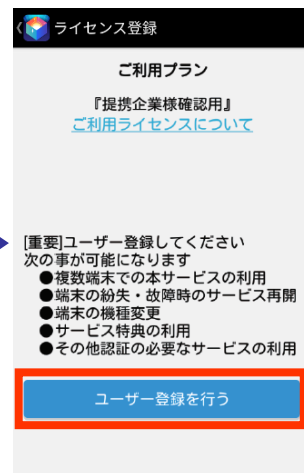 ライセンス登録
ご利用プラン
『提携企業様確認用』
ご利用ライセンスについて
[重要]ユーザー登録してください
次の事が可能になります
●複数端末での本サービスの利用
●端末の紛失・故障時のサービス再開
●端末の機種変更
●サービス特典の利用
●その他認証の必要なサービスの利用
ユーザー登録を行う